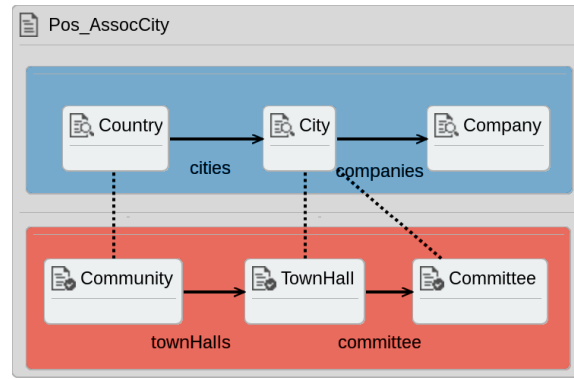 Pos_AssocCity
Country
City
Company
cities
companies
Community
TownHall
Committee
townHalls
committee